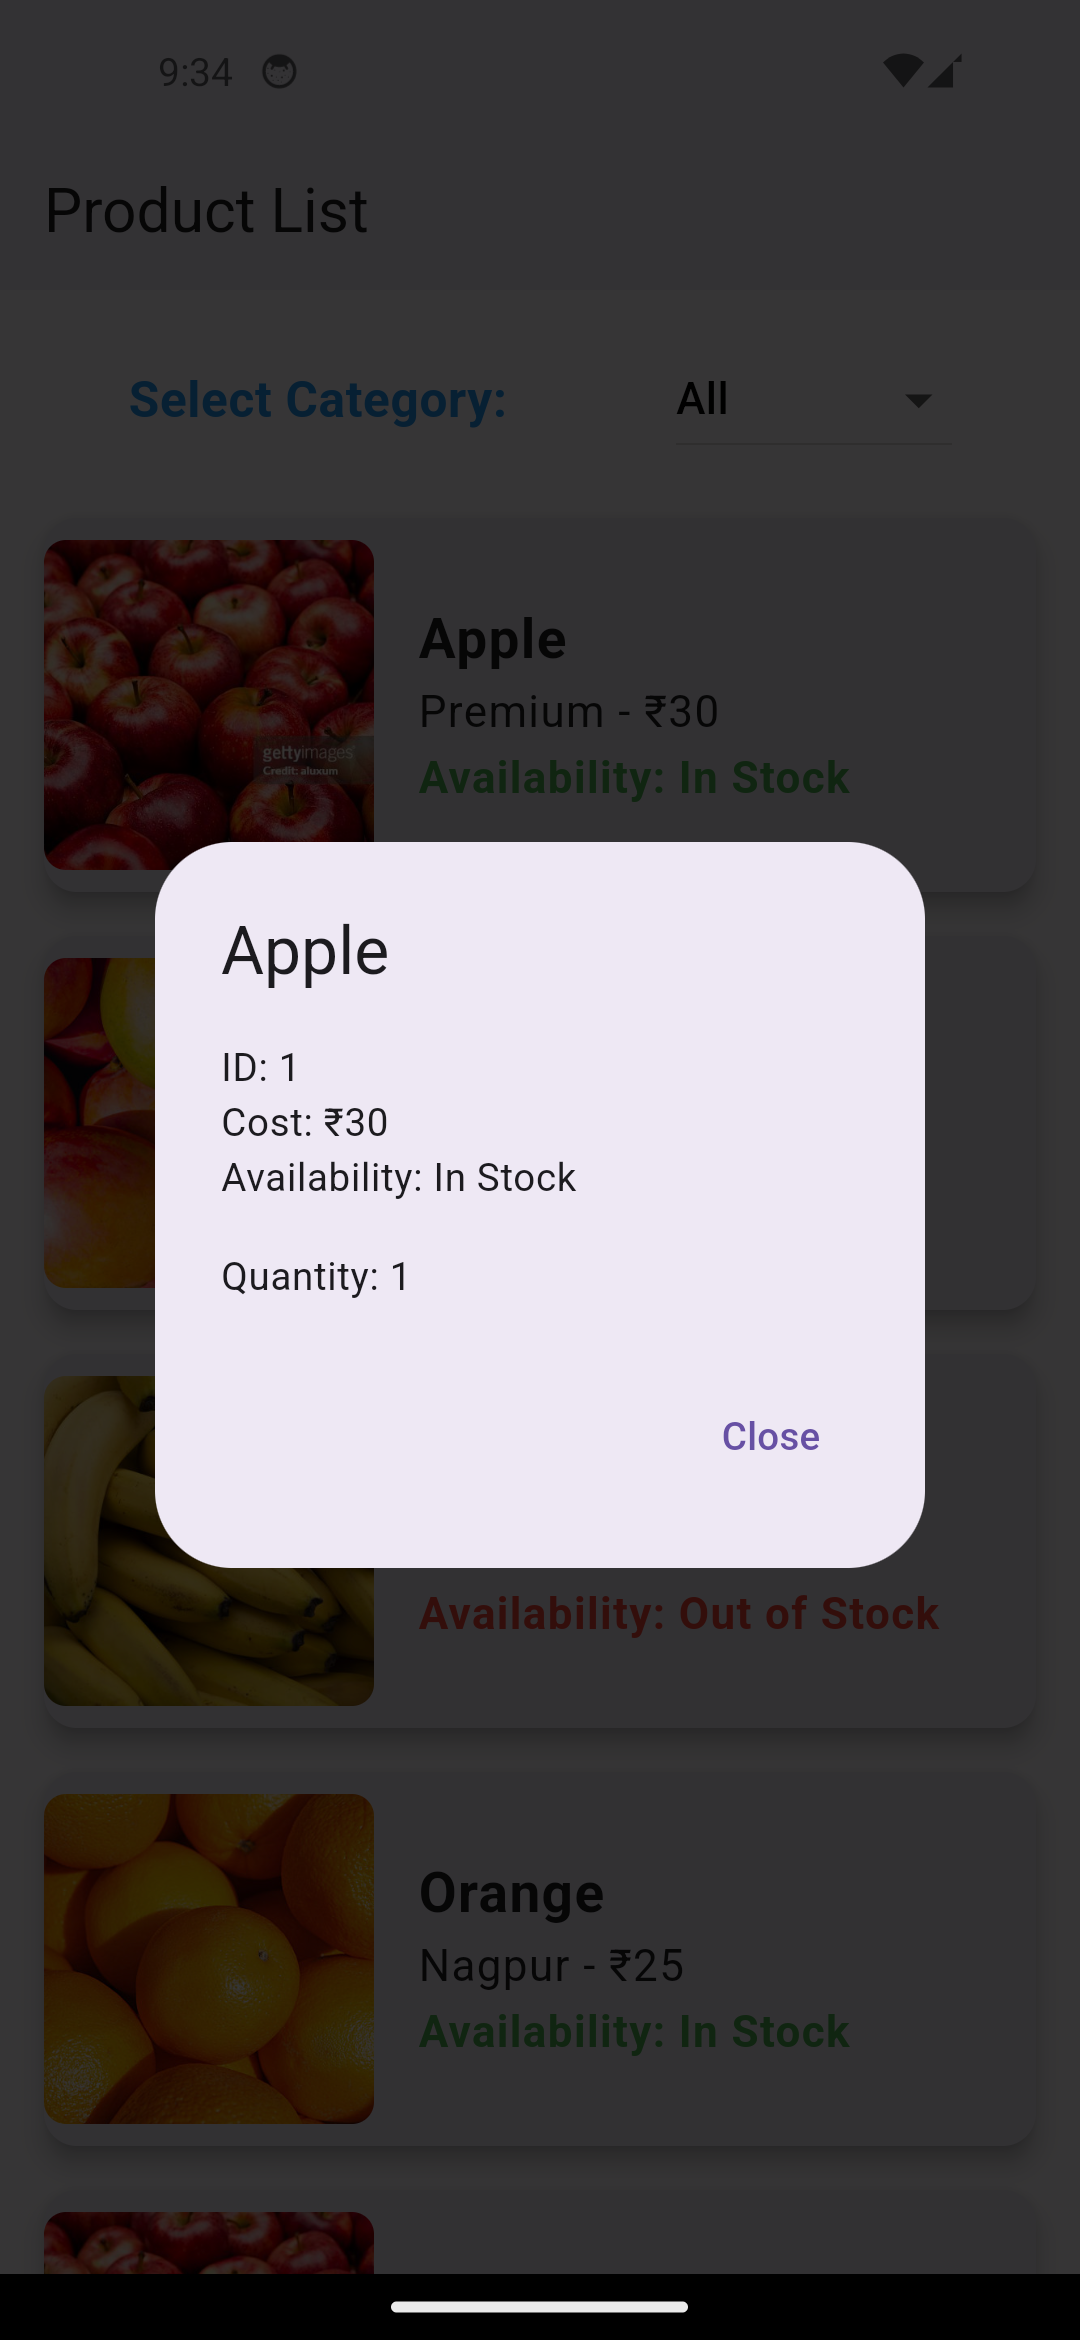 9:34
Product List
Select Category:
All
Apple
Premium - ₹30
gettyimages
Credit: aluxum
Availability: In Stock
Apple
ID: 1
Cost: ₹30
Availability: In Stock
Quantity: 1
Close
Availability: Out of Stock
Orange
Nagpur - ₹25
Availability: In Stock